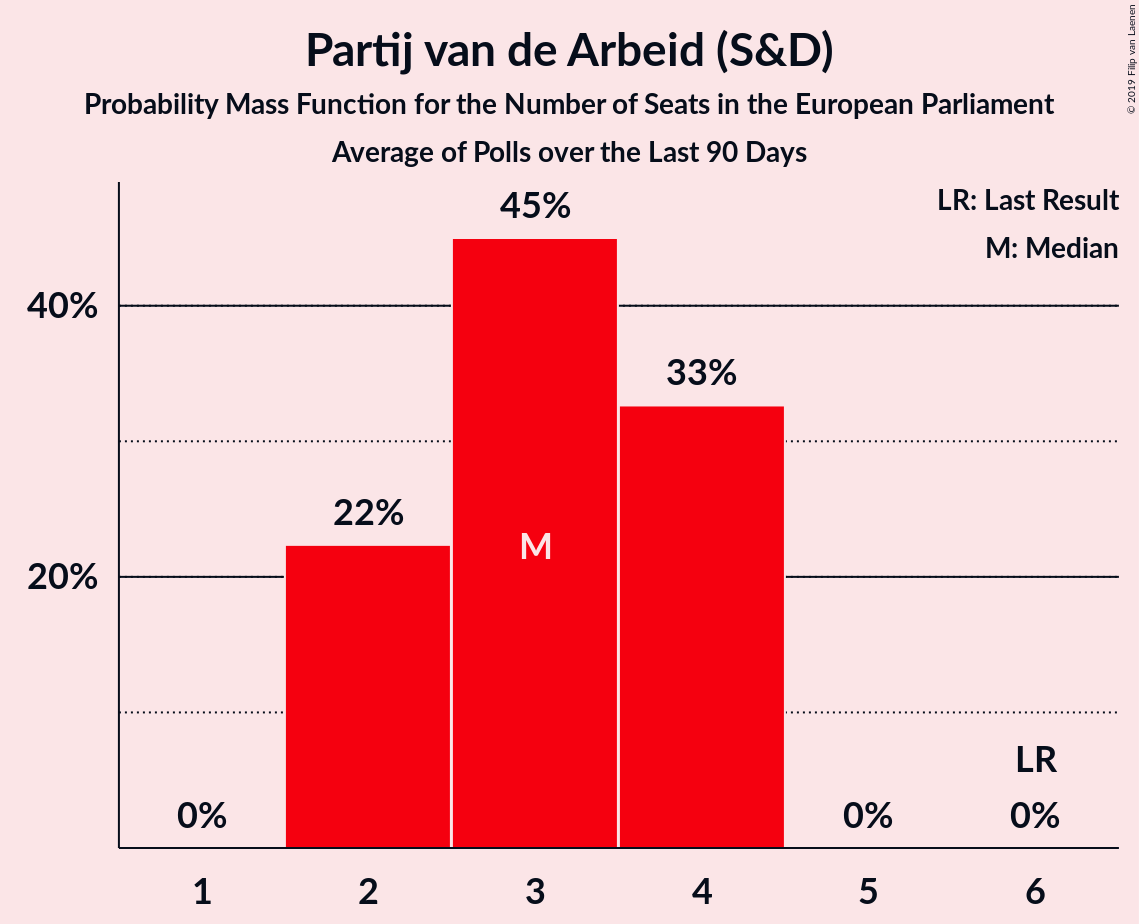 Partij van de Arbeid (S&D)
Probability Mass Function for the Number of Seats in the European Parliament
Average of Polls over the Last 90 Days
© 2019 Filip van Laenen
LR: Last Result
M: Median
45%
40%
33%
22%
M
20%
LR
0%
0%
0%
1
2
3
4
5
6